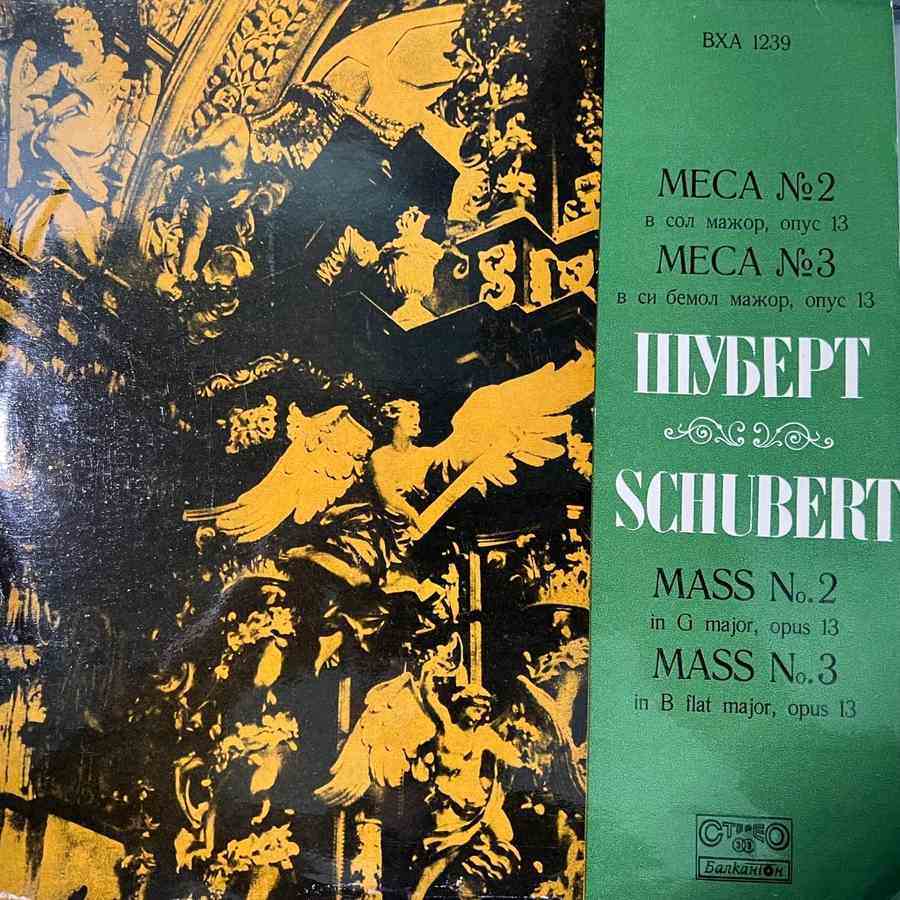 ВХА 1239
МЕСА №2
в сол мажор, опус 13
МЕСА №3
в си бемол мажор, опус 13
ШУБЕРТ
SCHUBERT
MASS No.2
in G major, opus 13
MASS No.3
in B flat major, opus 13
СТЕРЕО
33
Балкантон